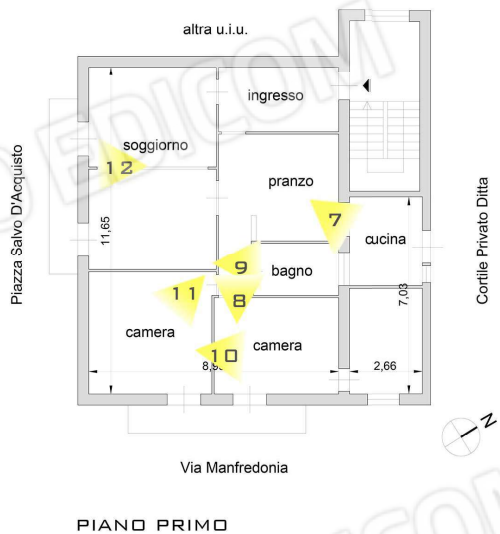 altra u.i.u.
ingresso
soggiorno
12
pranzo
7
cucina
Piazza Salvo D'Acquisto
11,65
Cortile Privato Ditta
9
bagno
7,03
11
8
camera
10
camera
2,66
N
Via Manfredonia
PIANO PRIMO
EDICOM
EDICOM